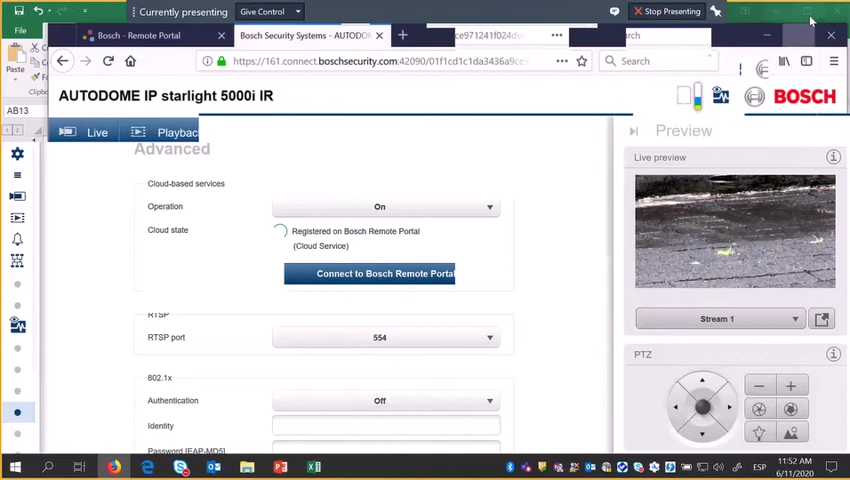 Currently presenting
Give Control
Stop Presenting
File
Bosch - Remote Portal
Bosch Security Systems - AUTODO
ce971241f024do
rch
Paste
https://161.connect.boschsecurity.com:42090/01f1cd1c1da3436a9ce
Search
AB13
AUTODOME IP starlight 5000i IR
BOSCH
Live
Playback
Preview
Advanced
Live preview
Cloud-based services
Operation
On
Cloud state
Registered on Bosch Remote Portal
(Cloud Service)
Connect to Bosch Remote Portal
RTSP
RTSP port
554
Stream 1
PTZ
802.1x
Authentication
Off
Identity
Password [EAP-MD5]
ESP
11:52 AM
6/11/2020